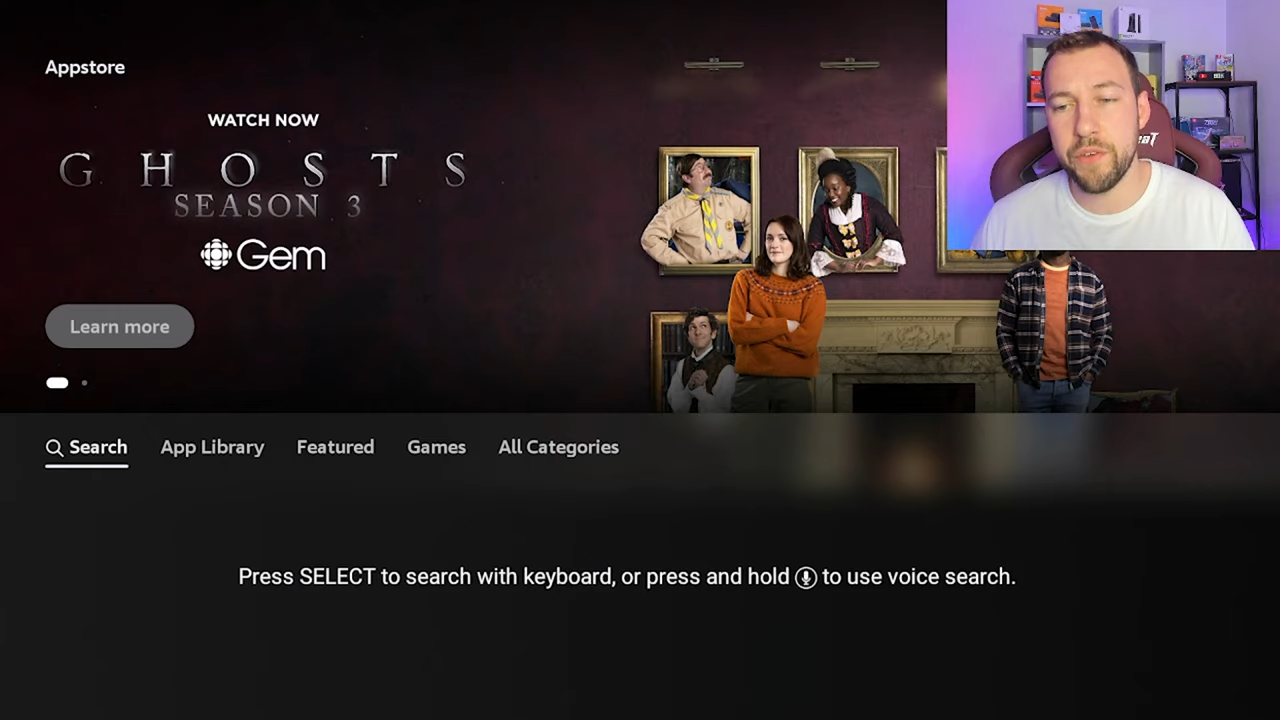 Appstore
WATCH NOW
GHOSTS
SEASON 3
Gem
Learn more
Search App Library Featured Games All Categories
Press SELECT to search with keyboard, or press and hold to use voice search.